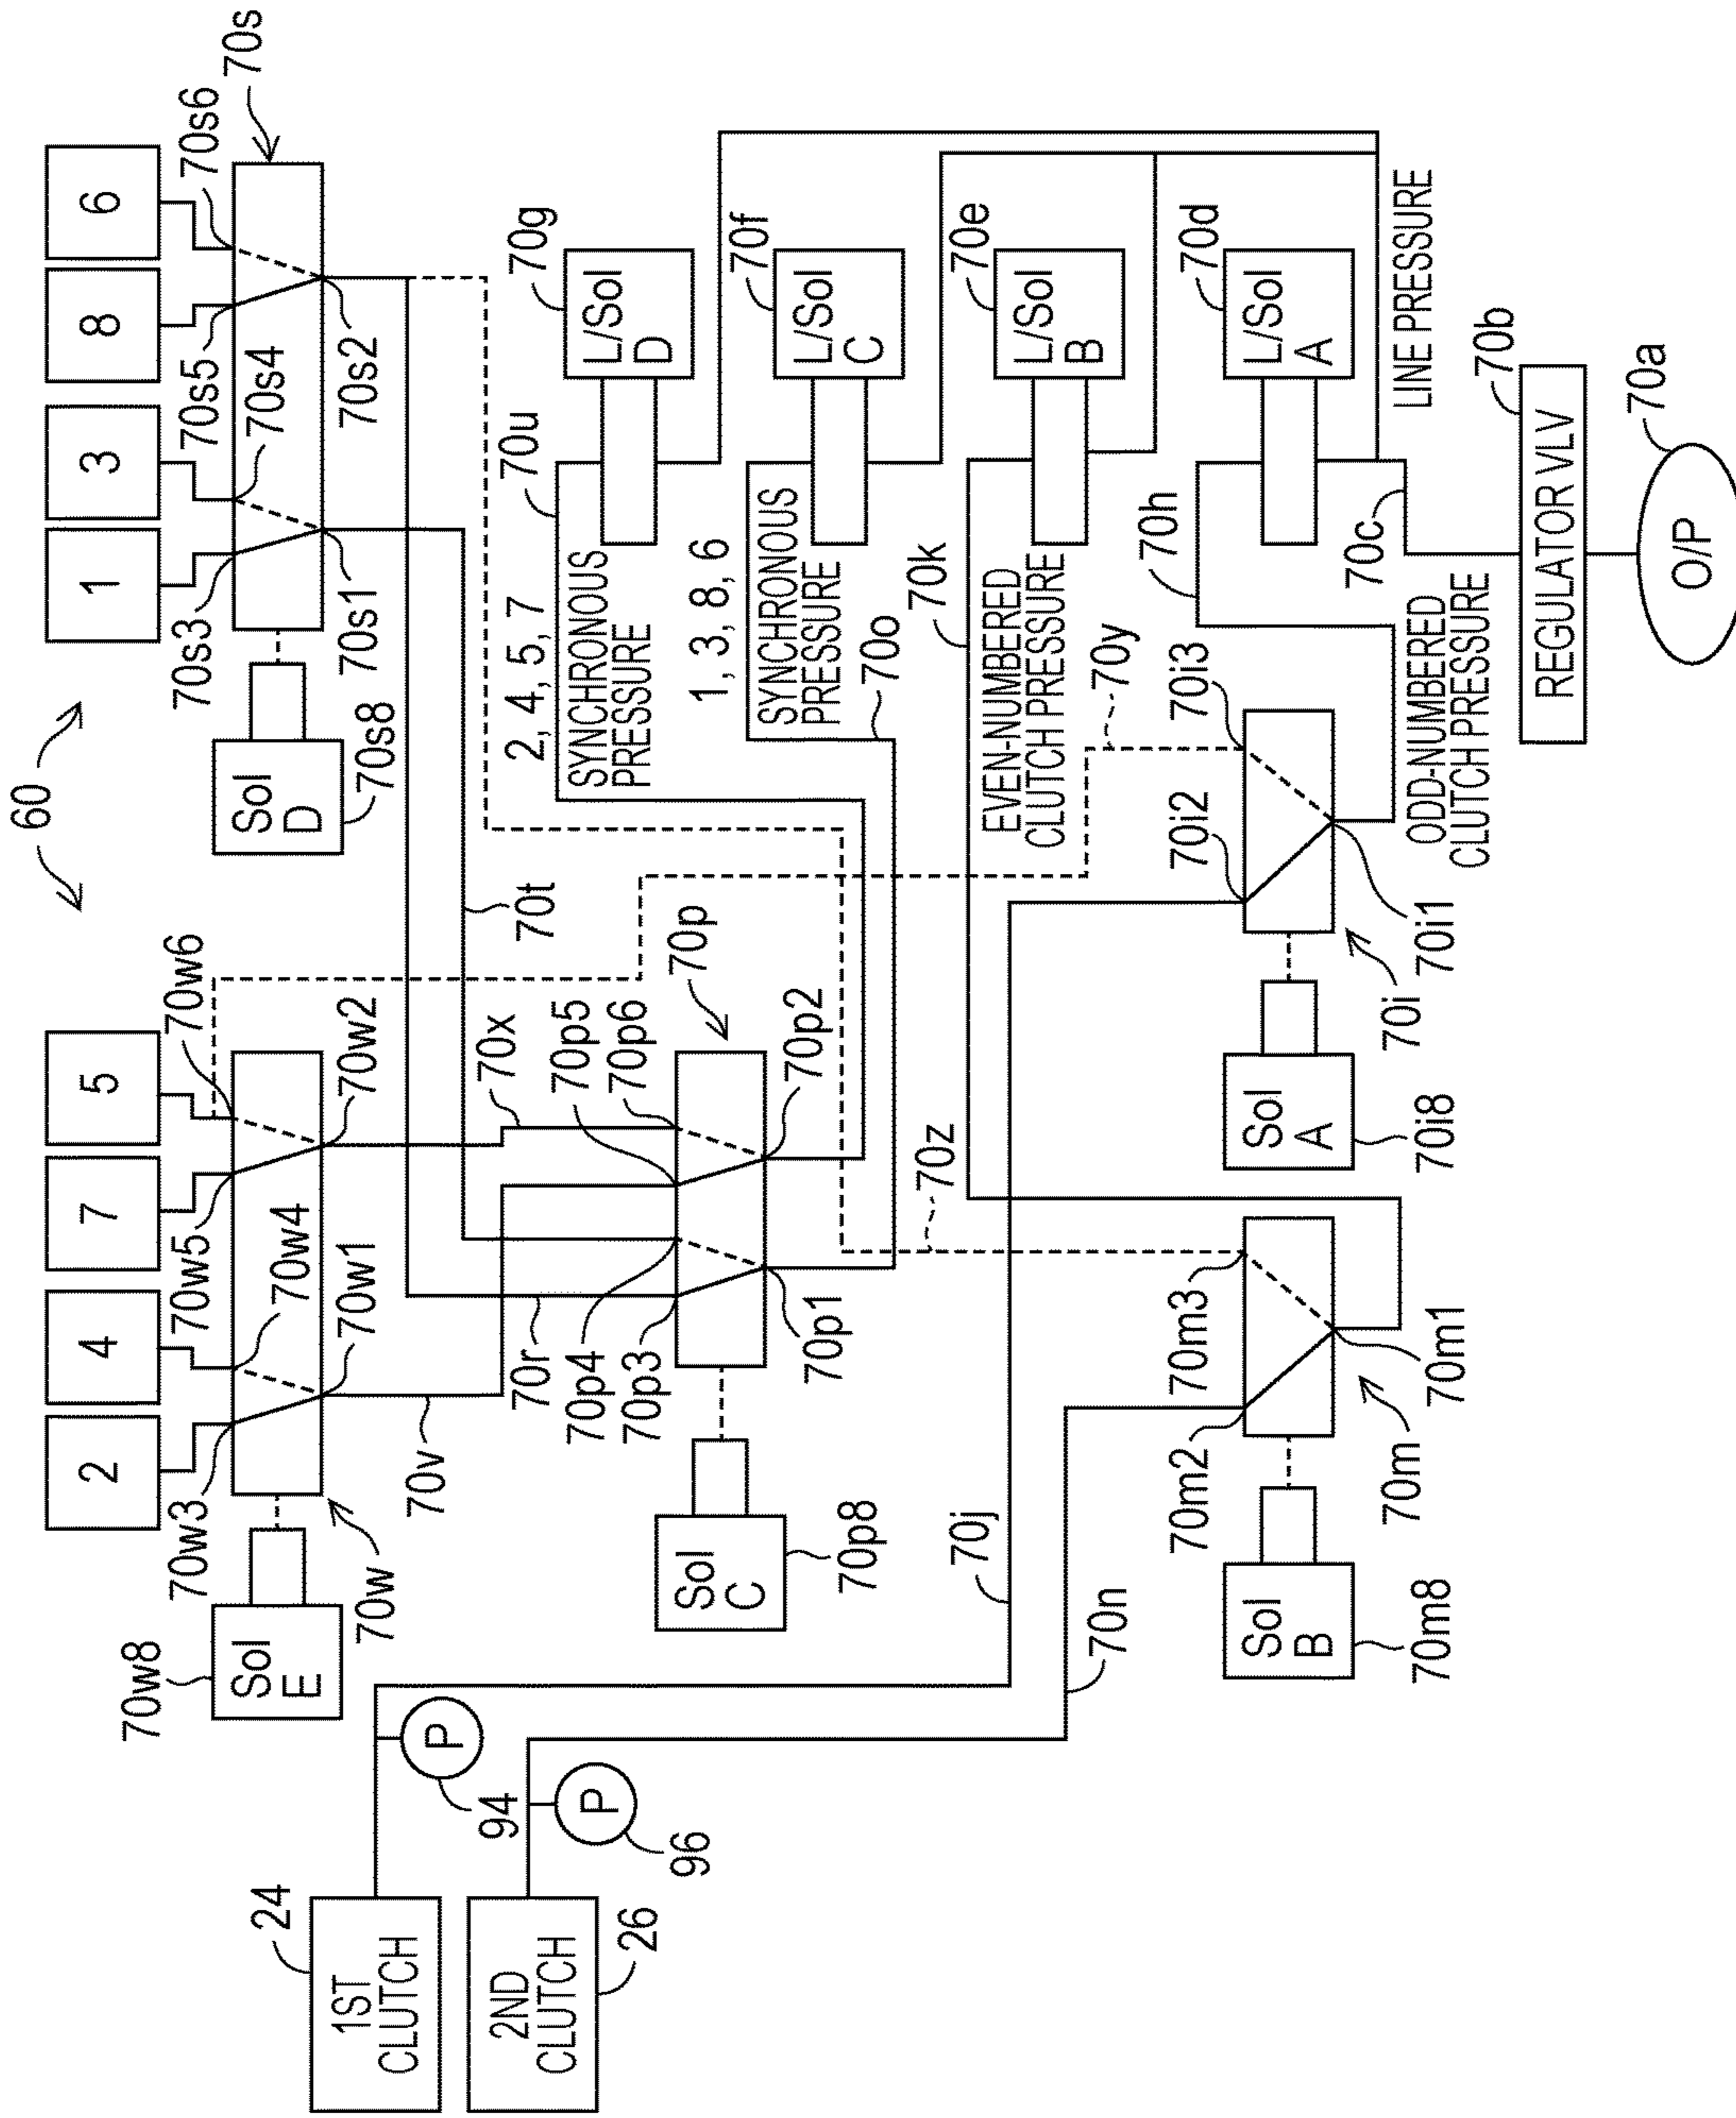 60
1
3
8
6
70s
70s3
70s4
70s5
70s6
70s1
70s2
Sol
D
70s8
2
4
7
5
70w3
70w4
70w5
70w6
70w1
70w2
70w
Sol
E
70w8
70v
70x
70t
70r
70p
70p3
70p4
70p5
70p6
70p1
70p2
Sol
C
70p8
70u
2, 4, 5, 7
SYNCHRONOUS
PRESSURE
L/Sol
D
70g
1, 3, 8, 6
SYNCHRONOUS
PRESSURE
70o
L/Sol
C
70f
70k
EVEN-NUMBERED
CLUTCH PRESSURE
L/Sol
B
70e
70h
L/Sol
A
70d
LINE PRESSURE
70c
ODD-NUMBERED
CLUTCH PRESSURE
REGULATOR VLV
70b
O/P
70a
70y
70z
70i2
70i3
70i1
70i
Sol
A
70i8
70m2
70m3
70m1
70m
Sol
B
70m8
70j
70n
P
94
P
96
1ST
CLUTCH
24
2ND
CLUTCH
26